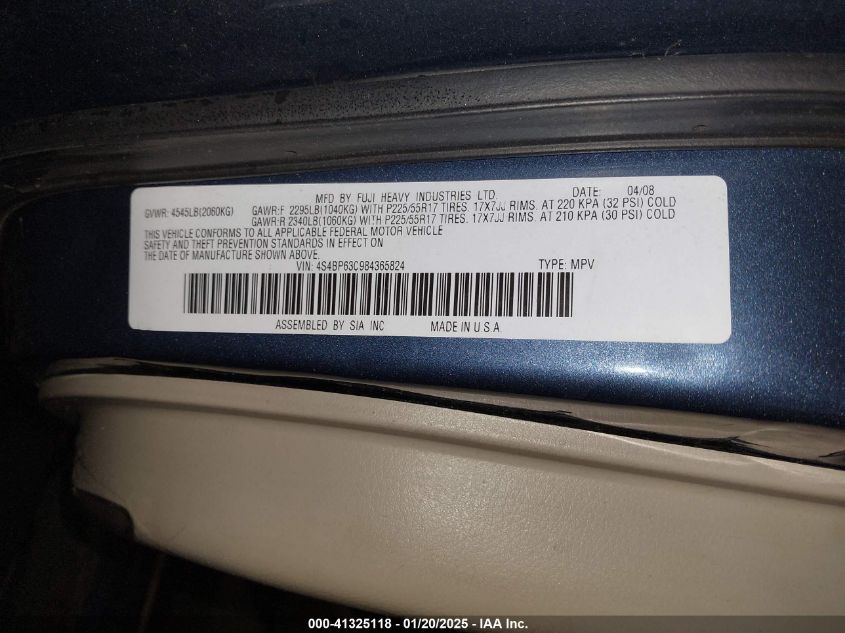 MFD BY FUJI HEAVY INDUSTRIES LTD. DATE: 04/08
GVWR: 4545LB(2060KG) GAWR:F 2295LB(1040KG) WITH P225/55R17 TIRES. 17X7JJ RIMS. AT 220 KPA (32 PSI) COLD
GAWR:R 2340LB(1060KG) WITH P225/55R17 TIRES. 17X7JJ RIMS. AT 210 KPA (30 PSI) COLD
THIS VEHICLE CONFORMS TO ALL APPLICABLE FEDERAL MOTOR VEHICLE
SAFETY AND THEFT PREVENTION STANDARDS IN EFFECT ON
THE DATE OF MANUFACTURE SHOWN ABOVE.
VIN: 4S4BP63C984365824 TYPE: MPV
ASSEMBLED BY SIA INC MADE IN U.S.A
000-41325118 - 01/20/2025 - IAA Inc.